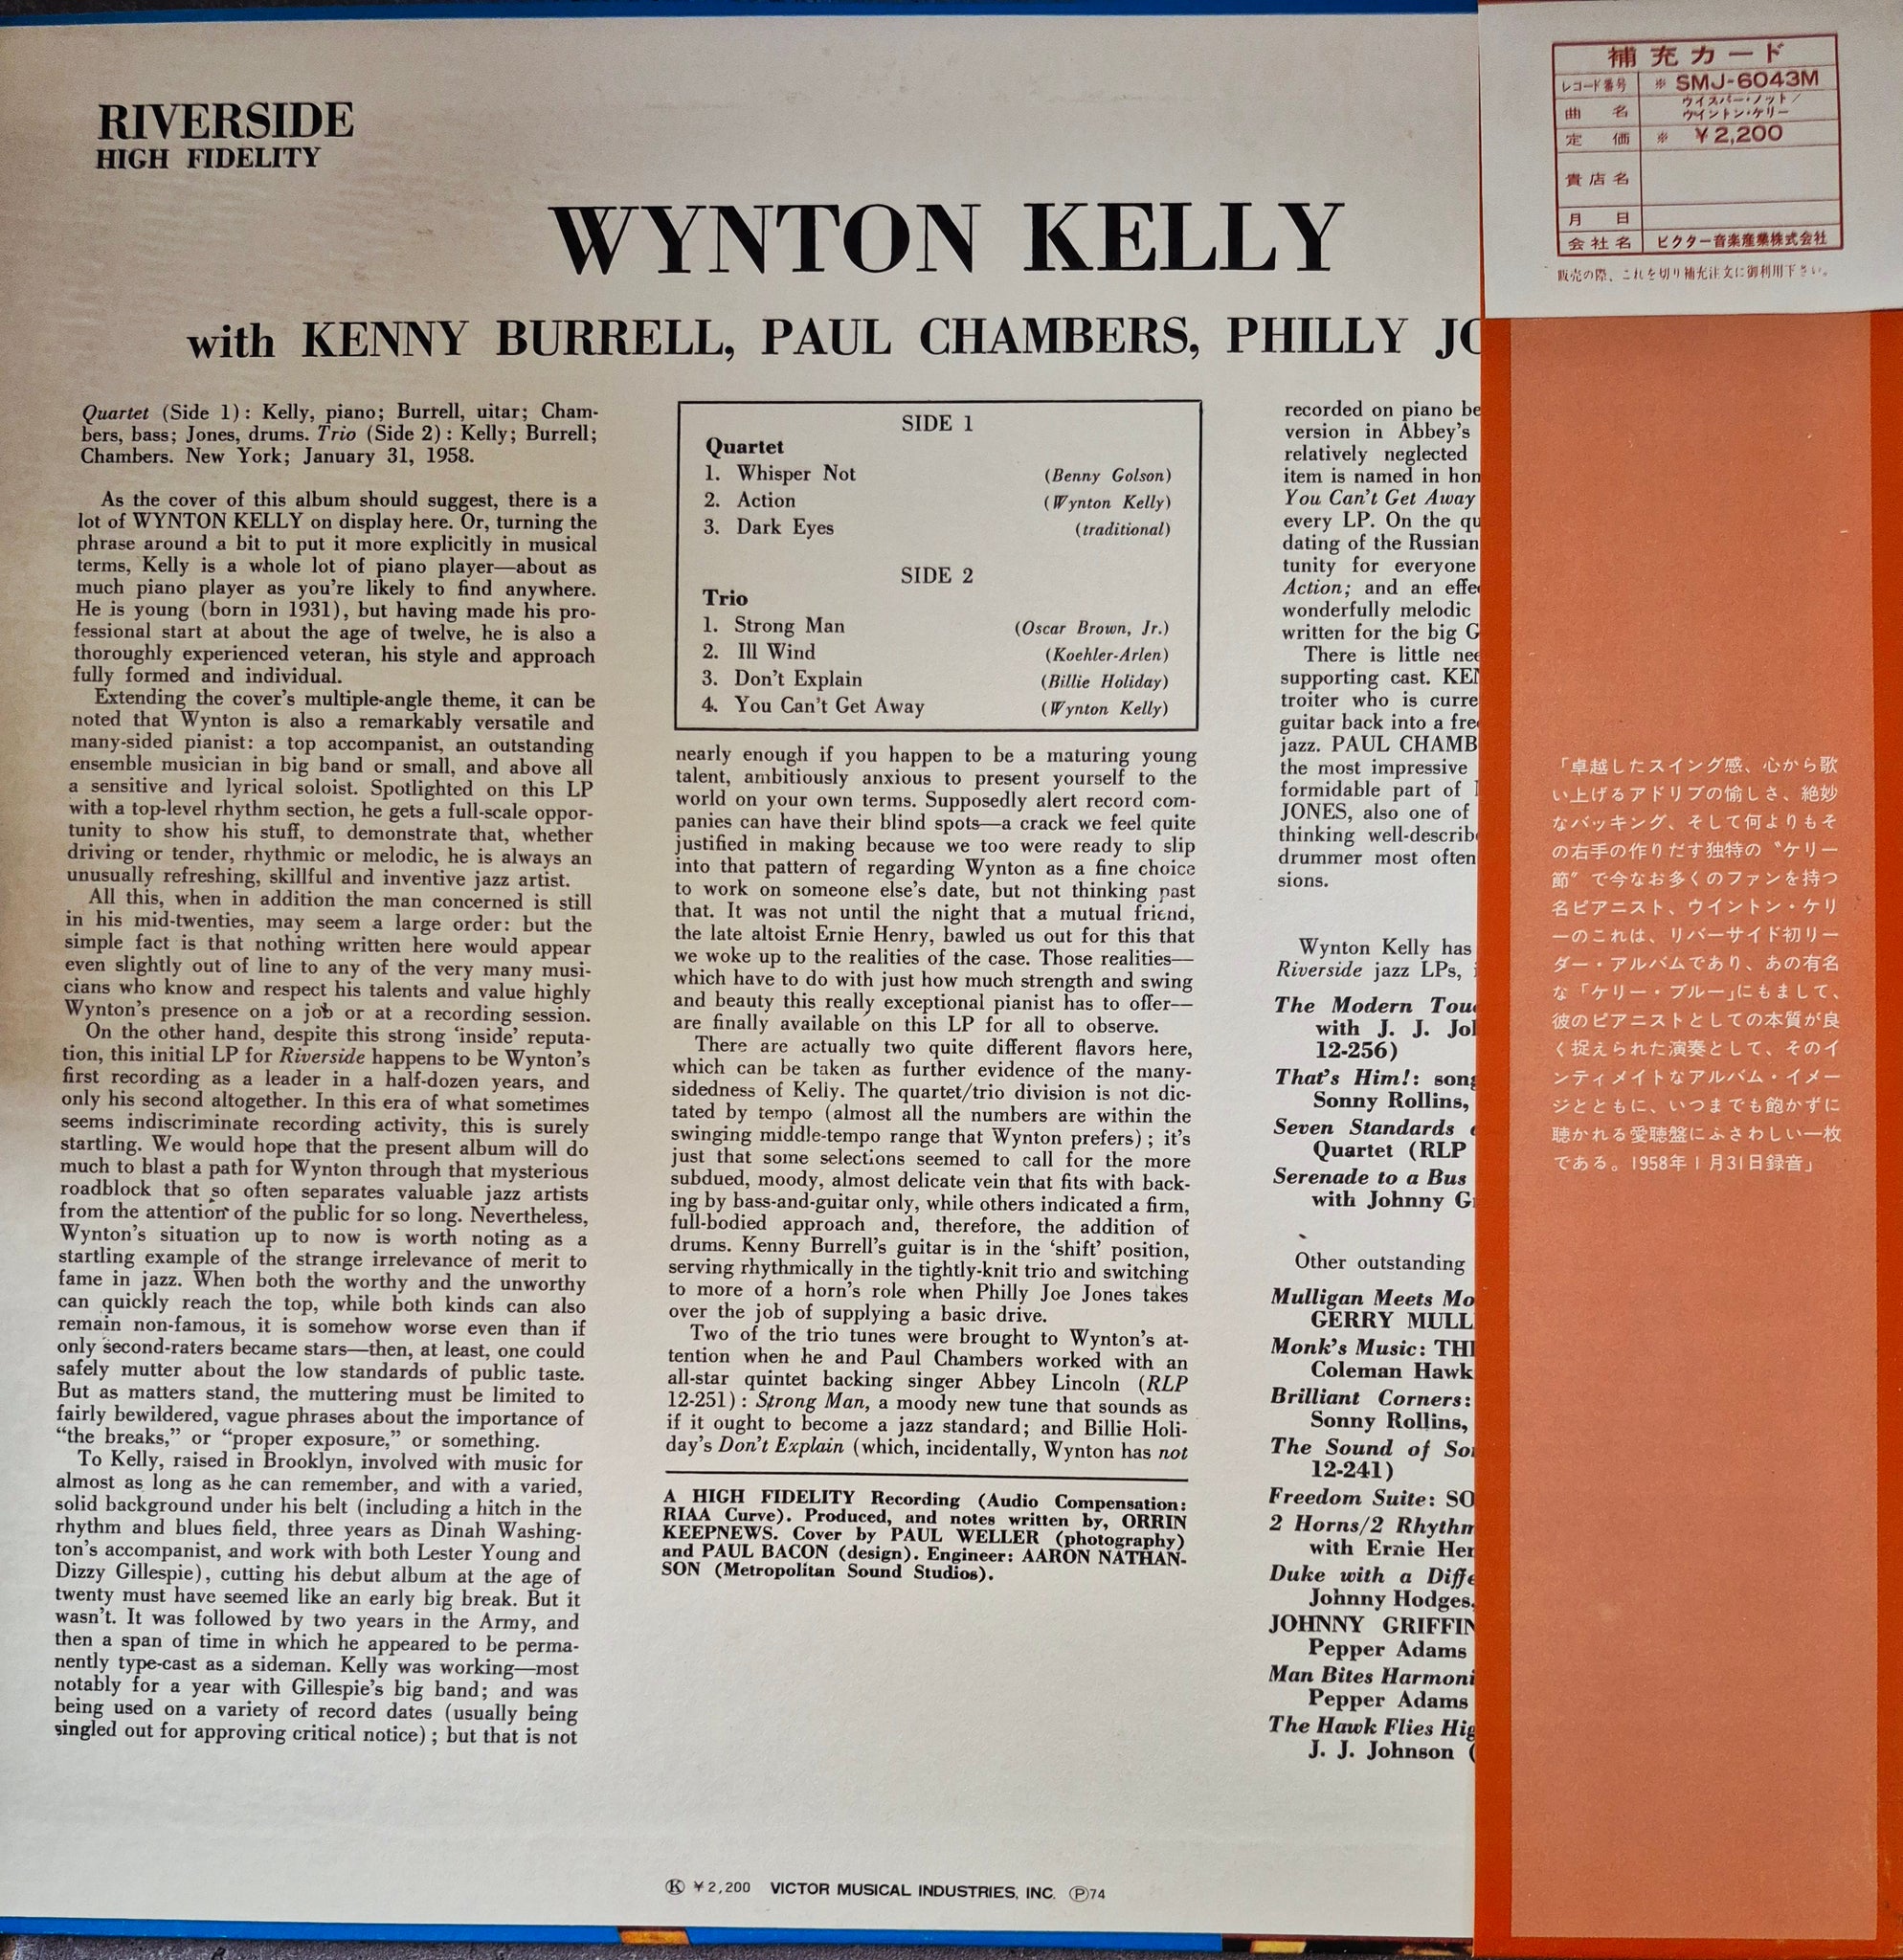 RIVERSIDE
HIGH FIDELITY
WYNTON KELLY
with KENNY BURRELL, PAUL CHAMBERS, PHILLY
Quartet (Side 1): Kelly, piano; Burrell, uitar; Cham-
bers, bass; Jones, drums. Trio (Side 2): Kelly; Burrell;
Chambers. New York; January 31, 1958.
As the cover of this album should suggest, there is a
lot of WYNTON KELLY on display here. Or, turning the
phrase around a bit to put it more explicitly in musical
terms, Kelly is a whole lot of piano player—about as
much piano player as you're likely to find anywhere.
He is young (born in 1931), but having made his pro-
fessional start at about the age of twelve, he is also a
thoroughly experienced veteran, his style and approach
fully formed and individual.
Extending the cover's multiple-angle theme, it can be
noted that Wynton is also a remarkably versatile and
many-sided pianist: a top accompanist, an outstanding
ensemble musician in big band or small, and above all
a sensitive and lyrical soloist. Spotlighted on this LP
with a top-level rhythm section, he gets a full-scale oppor-
tunity to show his stuff, to demonstrate that, whether
driving or tender, rhythmic or melodic, he is always an
unusually refreshing, skillful and inventive jazz artist.
All this, when in addition the man concerned is still
in his mid-twenties, may seem a large order: but the
simple fact is that nothing written here would appear
even slightly out of line to any of the very many musi-
cians who know and respect his talents and value highly
Wynton's presence on a job or at a recording session.
On the other hand, despite this strong 'inside' reputa-
tion, this initial LP for Riverside happens to be Wynton's
first recording as a leader in a half-dozen years, and
only his second altogether. In this era of what sometimes
seems indiscriminate recording activity, this is surely
startling. We would hope that the present album will do
much to blast a path for Wynton through that mysterious
roadblock that so often separates valuable jazz artists
from the attention of the public for so long. Nevertheless,
Wynton's situation up to now is worth noting as a
startling example of the strange irrelevance of merit to
fame in jazz. When both the worthy and the unworthy
can quickly reach the top, while both kinds can also
remain non-famous, it is somehow worse even than if
only second-raters became stars—then, at least, one could
safely mutter about the low standards of public taste.
But as matters stand, the muttering must be limited to
fairly bewildered, vague phrases about the importance of
"the breaks," or "proper exposure," or something.
To Kelly, raised in Brooklyn, involved with music for
almost as long as he can remember, and with a varied,
solid background under his belt (including a hitch in the
rhythm and blues field, three years as Dinah Washing-
ton's accompanist, and work with both Lester Young and
Dizzy Gillespie), cutting his debut album at the age of
twenty must have seemed like an early big break. But it
wasn't. It was followed by two years in the Army, and
then a span of time in which he appeared to be perma-
nently type-cast as a sideman. Kelly was working—most
notably for a year with Gillespie's big band; and was
being used on a variety of record dates (usually being
singled out for approving critical notice); but that is not
SIDE 1
Quartet
1. Whisper Not (Benny Golson)
2. Action (Wynton Kelly)
3. Dark Eyes (traditional)
SIDE 2
Trio
1. Strong Man (Oscar Brown, Jr.)
2. Ill Wind (Koehler-Arlen)
3. Don't Explain (Billie Holiday)
4. You Can't Get Away (Wynton Kelly)
nearly enough if you happen to be a maturing young
talent, ambitiously anxious to present yourself to the
world on your own terms. Supposedly alert record com-
panies can have their blind spots—a crack we feel quite
justified in making because we too were ready to slip
into that pattern of regarding Wynton as a fine choice
to work on someone else's date, but not thinking past
that. It was not until the night that a mutual friend,
the late altoist Ernie Henry, bawled us out for this that
we woke up to the realities of the case. Those realities—
which have to do with just how much strength and swing
and beauty this really exceptional pianist has to offer—
are finally available on this LP for all to observe.
There are actually two quite different flavors here,
which can be taken as further evidence of the many-
sidedness of Kelly. The quartet/trio division is not dic-
tated by tempo (almost all the numbers are within the
swinging middle-tempo range that Wynton prefers); it's
just that some selections seemed to call for the more
subdued, moody, almost delicate vein that fits with back-
ing by bass-and-guitar only, while others indicated a firm,
full-bodied approach and, therefore, the addition of
drums. Kenny Burrell's guitar is in the 'shift' position,
serving rhythmically in the tightly-knit trio and switching
to more of a horn's role when Philly Joe Jones takes
over the job of supplying a basic drive.
Two of the trio tunes were brought to Wynton's at-
tention when he and Paul Chambers worked with an
all-star quintet backing singer Abbey Lincoln (RLP
12-251): Strong Man, a moody new tune that sounds as
if it ought to become a jazz standard; and Billie Holi-
day's Don't Explain (which, incidentally, Wynton has not
A HIGH FIDELITY Recording (Audio Compensation:
RIAA Curve). Produced, and notes written by, ORRIN
KEEPNEWS. Cover by PAUL WELLER (photography)
and PAUL BACON (design). Engineer: AARON NATHAN-
SON (Metropolitan Sound Studios).
recorded on piano be
version in Abbey's
relatively neglected
item is named in hon
You Can't Get Away
every LP. On the qu
dating of the Russian
tunity for everyone
Action; and an effe
wonderfully melodic
written for the big G
There is little nee
supporting cast. KE
troiter who is curre
guitar back into a fre
jazz. PAUL CHAMB
the most impressive
formidable part of
JONES, also one of
thinking well-describ
drummer most often
sions.
Wynton Kelly has
Riverside jazz LPs,
The Modern Tou
with J. J. Jo
12-256)
That's Him!: song
Sonny Rollins,
Seven Standards
Quartet (RLP
Serenade to a Bus
with Johnny G
Other outstanding
Mulligan Meets Mo
GERRY MULL
Monk's Music: TH
Coleman Hawk
Brilliant Corners:
Sonny Rollins,
The Sound of So
12-241)
Freedom Suite: SO
2 Horns/2 Rhythm
with Ernie Hen
Duke with a Diffe
Johnny Hodges,
JOHNNY GRIFFIN
Pepper Adams
Man Bites Harmoni
Pepper Adams
The Hawk Flies Hig
J. J. Johnson (
Ⓚ ¥2,200 VICTOR MUSICAL INDUSTRIES, INC. Ⓟ74
補充カード
レコード番号 ※ SMJ-6043M
曲名 ウイスパー・ノット/
ウイントン・ケリー
定価 ※ ¥2,200
貴店名
月日
会社名 ビクター音楽産業株式会社
販売の際、これを切り補充注文に御利用下さい。
「卓越したスイング感、心から歌
い上げるアドリブの愉しさ、絶妙
なバッキング、そして何よりもそ
の右手の作りだす独特の〝ケリー
節〞で今なお多くのファンを持つ
名ピアニスト、ウイントン・ケリ
ーのこれは、リバーサイド初リー
ダー・アルバムであり、あの有名
な「ケリー・ブルー」にもまして、
彼のピアニストとしての本質が良
く捉えられた演奏として、そのイ
ンティメイトなアルバム・イメー
ジとともに、いつまでも飽かずに
聴かれる愛聴盤にふさわしい一枚
である。1958年1月31日録音」